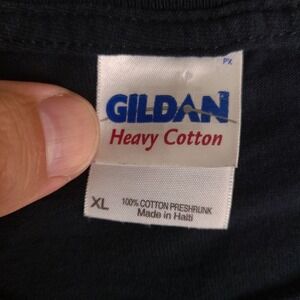 PX
GILDAN
Heavy Cotton
XL
100% COTTON PRESHRUNK
Made in Haiti